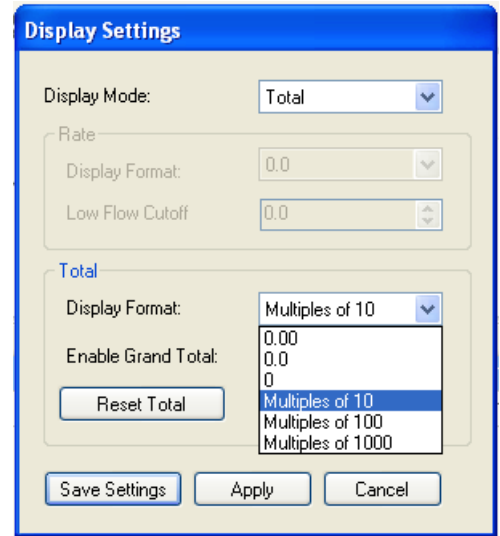 Display Settings
Display Mode: Total
Rate
Display Format: 0.0
Low Flow Cutoff 0.0
Total
Display Format: Multiples of 10
0.00
Enable Grand Total: 0.0
0
Reset Total Multiples of 10
Multiples of 100
Multiples of 1000
Save Settings Apply Cancel